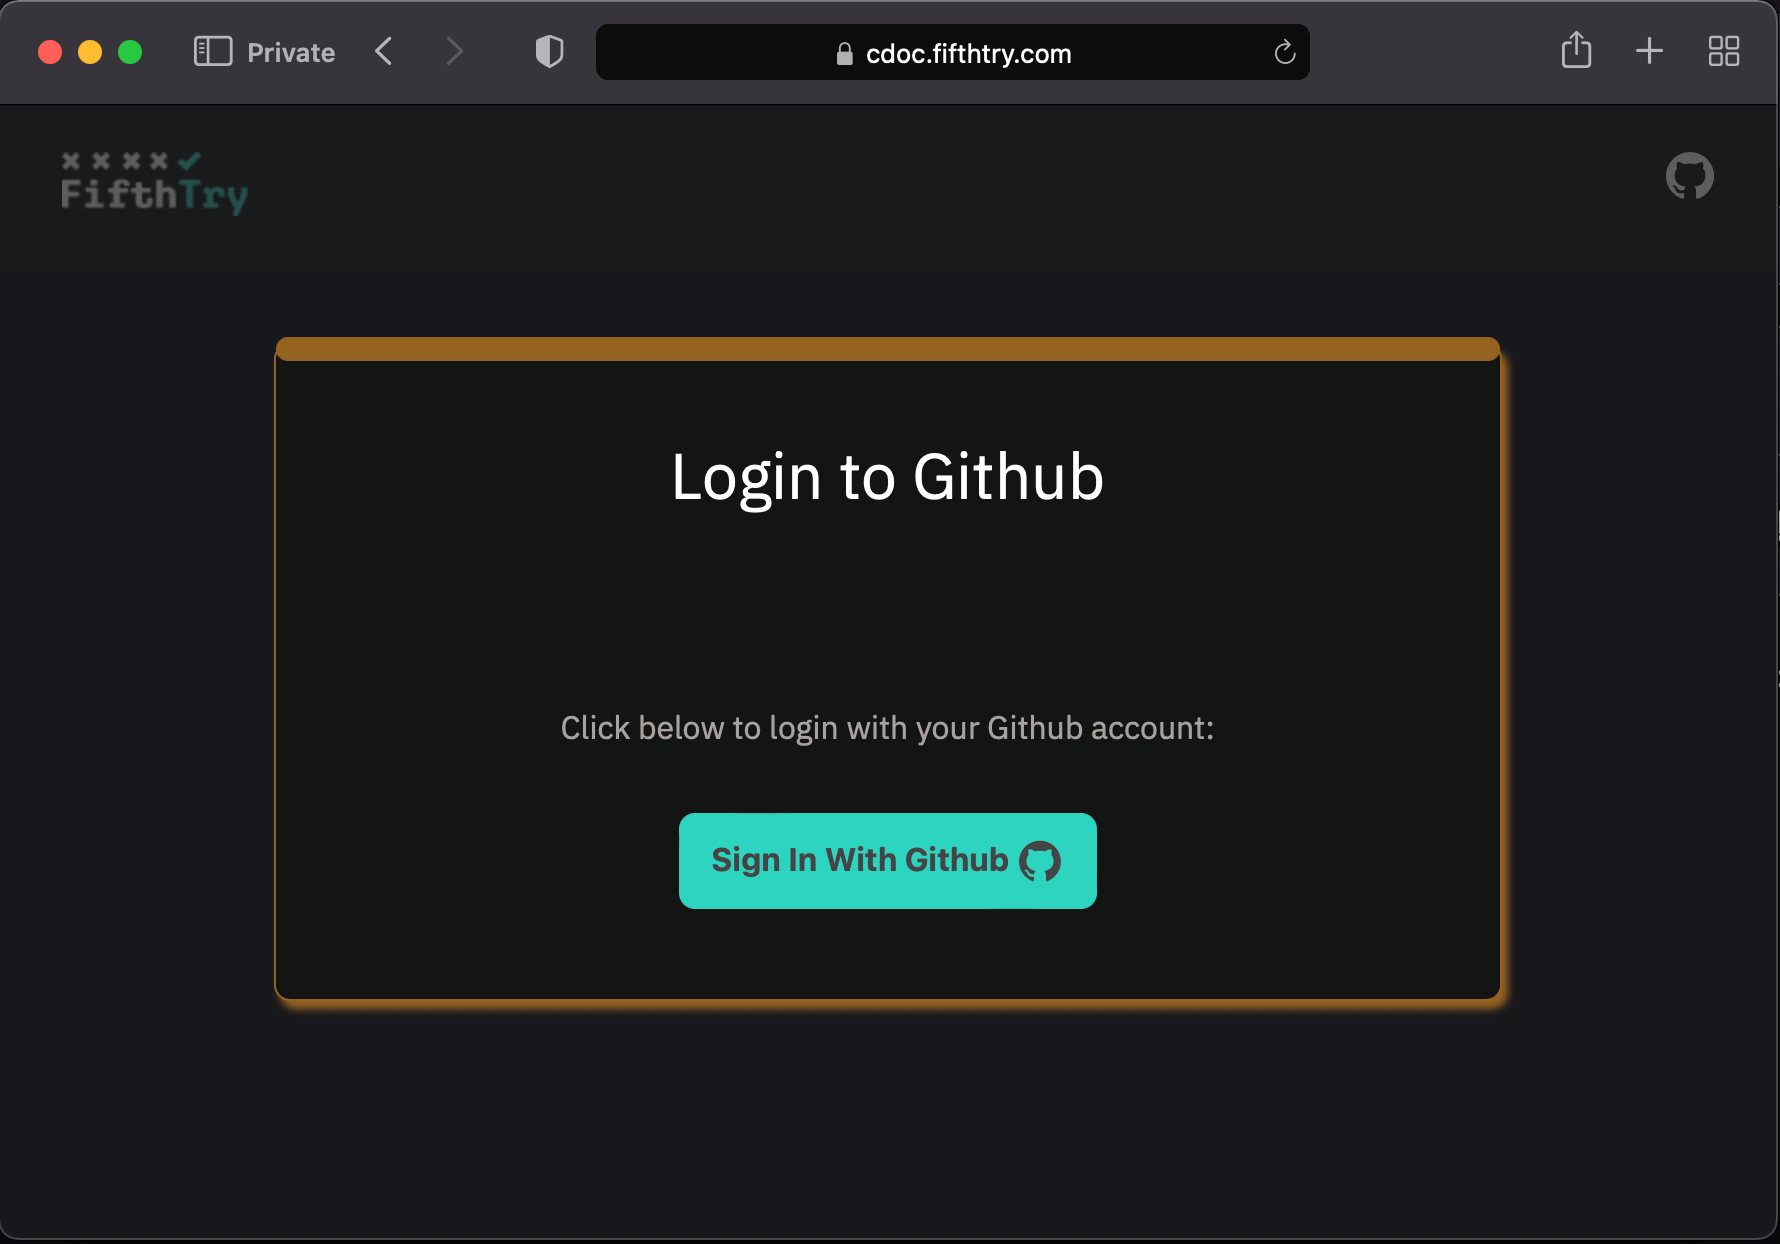 Private
cdoc.fifthtry.com
FifthTry
Login to Github
Click below to login with your Github account:
Sign In With Github